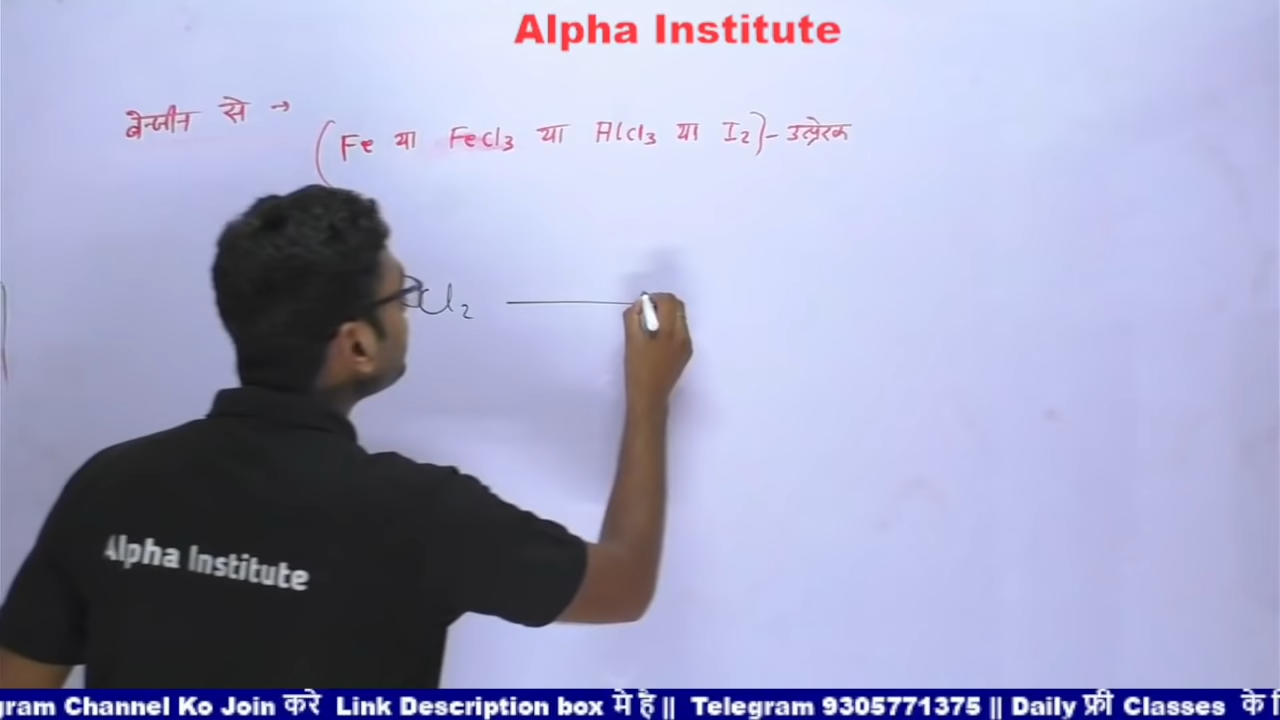 Alpha Institute
बेन्जीन से →
(Fe या FeCl3 या AlCl3 या I2)- उत्प्रेरक
Cl2
Alpha Institute
gram Channel Ko Join करे Link Description box मे है || Telegram 9305771375 || Daily फ्री Classes के